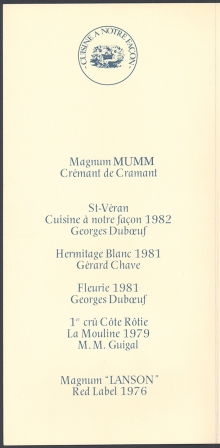 CUISINE A NOTRE FAÇON
Magnum MUMM
Crémant de Cramant
St-Véran
Cuisine à notre façon 1982
Georges Dubœuf
Hermitage Blanc 1981
Gérard Chave
Fleurie 1981
Georges Dubœuf
1er crû Côte Rôtie
La Mouline 1979
M. M. Guigal
Magnum "LANSON"
Red Label 1976